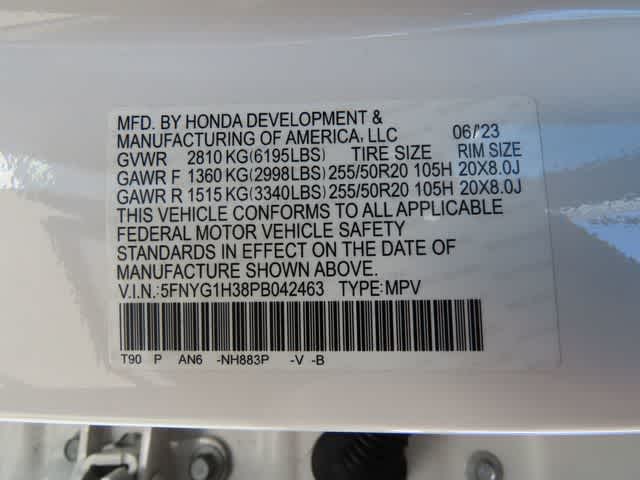 MFD. BY HONDA DEVELOPMENT &
MANUFACTURING OF AMERICA, LLC 06/23
GVWR 2810 KG(6195LBS) TIRE SIZE RIM SIZE
GAWR F 1360 KG(2998LBS) 255/50R20 105H 20X8.0J
GAWR R 1515 KG(3340LBS) 255/50R20 105H 20X8.0J
THIS VEHICLE CONFORMS TO ALL APPLICABLE
FEDERAL MOTOR VEHICLE SAFETY
STANDARDS IN EFFECT ON THE DATE OF
MANUFACTURE SHOWN ABOVE.
V.I.N.:5FNYG1H38PB042463 TYPE:MPV
T90 P AN6 -NH883P -V -B